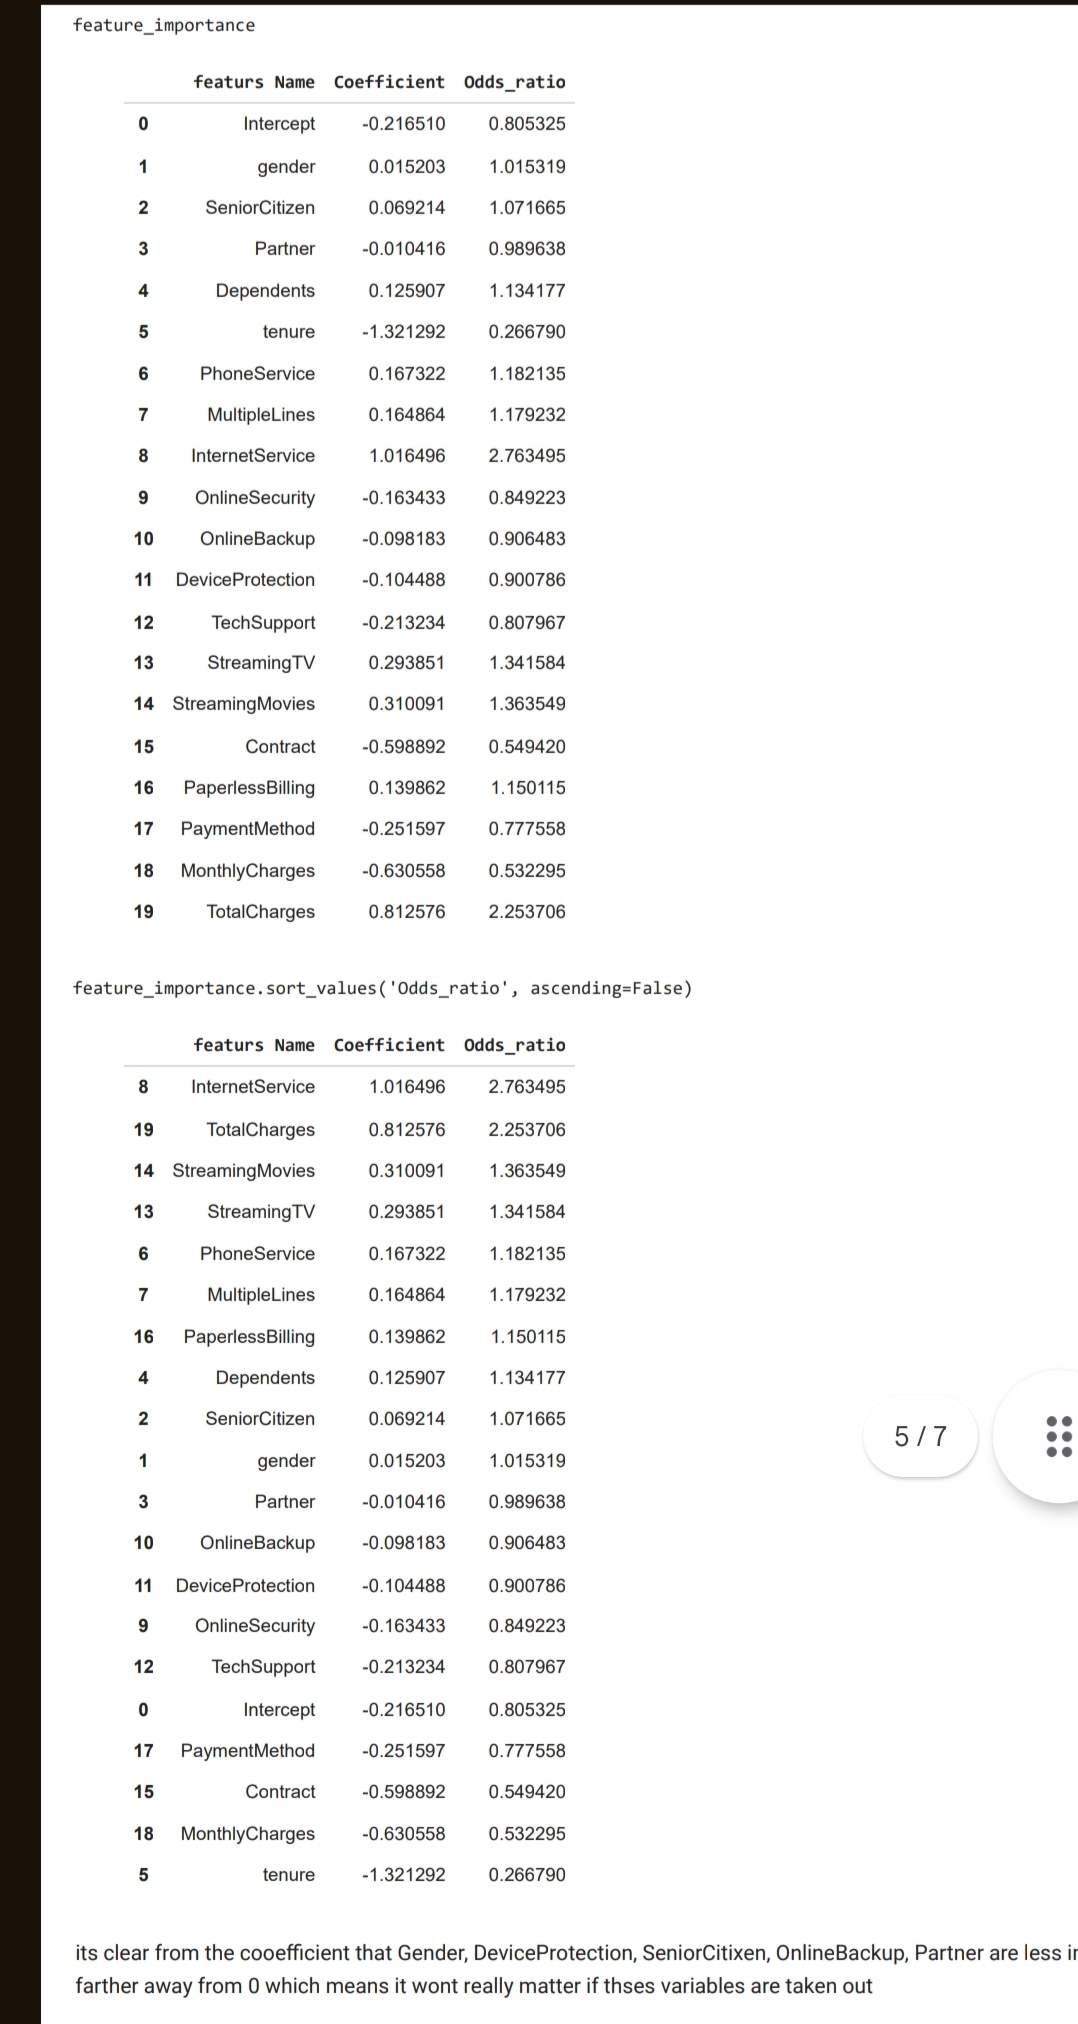 feature_importance
featurs Name Coefficient Odds_ratio
0 Intercept -0.216510 0.805325
1 gender 0.015203 1.015319
2 SeniorCitizen 0.069214 1.071665
3 Partner -0.010416 0.989638
4 Dependents 0.125907 1.134177
5 tenure -1.321292 0.266790
6 PhoneService 0.167322 1.182135
7 MultipleLines 0.164864 1.179232
8 InternetService 1.016496 2.763495
9 OnlineSecurity -0.163433 0.849223
10 OnlineBackup -0.098183 0.906483
11 DeviceProtection -0.104488 0.900786
12 TechSupport -0.213234 0.807967
13 StreamingTV 0.293851 1.341584
14 StreamingMovies 0.310091 1.363549
15 Contract -0.598892 0.549420
16 PaperlessBilling 0.139862 1.150115
17 PaymentMethod -0.251597 0.777558
18 MonthlyCharges -0.630558 0.532295
19 TotalCharges 0.812576 2.253706
feature_importance.sort_values('Odds_ratio', ascending=False)
featurs Name Coefficient Odds_ratio
8 InternetService 1.016496 2.763495
19 TotalCharges 0.812576 2.253706
14 StreamingMovies 0.310091 1.363549
13 StreamingTV 0.293851 1.341584
6 PhoneService 0.167322 1.182135
7 MultipleLines 0.164864 1.179232
16 PaperlessBilling 0.139862 1.150115
4 Dependents 0.125907 1.134177
2 SeniorCitizen 0.069214 1.071665
5 / 7
1 gender 0.015203 1.015319
3 Partner -0.010416 0.989638
10 OnlineBackup -0.098183 0.906483
11 DeviceProtection -0.104488 0.900786
9 OnlineSecurity -0.163433 0.849223
12 TechSupport -0.213234 0.807967
0 Intercept -0.216510 0.805325
17 PaymentMethod -0.251597 0.777558
15 Contract -0.598892 0.549420
18 MonthlyCharges -0.630558 0.532295
5 tenure -1.321292 0.266790
its clear from the cooefficient that Gender, DeviceProtection, SeniorCitixen, OnlineBackup, Partner are less
farther away from 0 which means it wont really matter if thses variables are taken out